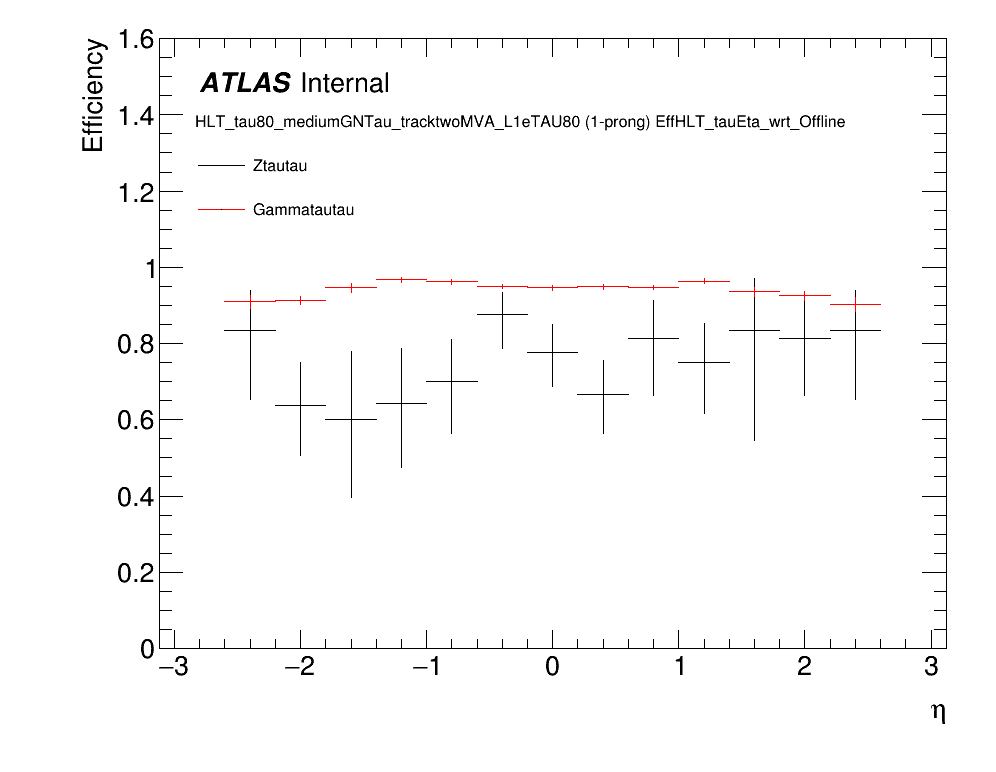 Efficiency
1.6
1.4
1.2
1
0.8
0.6
0.4
0.2
0
ATLAS Internal
HLT_tau80_mediumGNTau_tracktwoMVA_L1eTAU80 (1-prong) EffHLT_tauEta_wrt_Offline
Ztautau
Gammatautau
−3 −2 −1 0 1 2 3
η